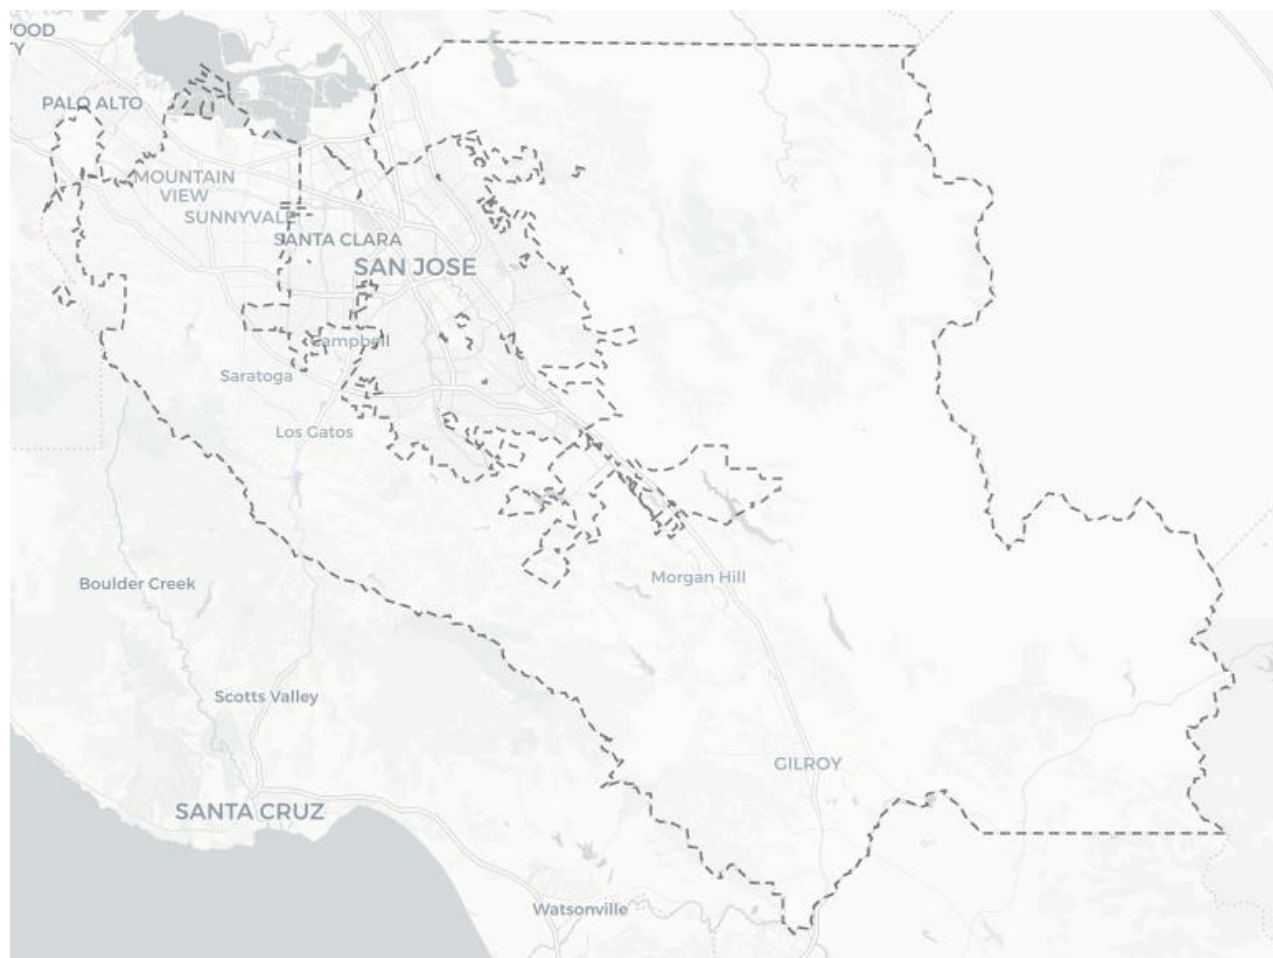 OOD
Y
PALO ALTO
MOUNTAIN
VIEW
SUNNYVALE
SANTA CLARA
SAN JOSE
Campbell
Saratoga
Los Gatos
Morgan Hill
Boulder Creek
Scotts Valley
GILROY
SANTA CRUZ
Watsonville